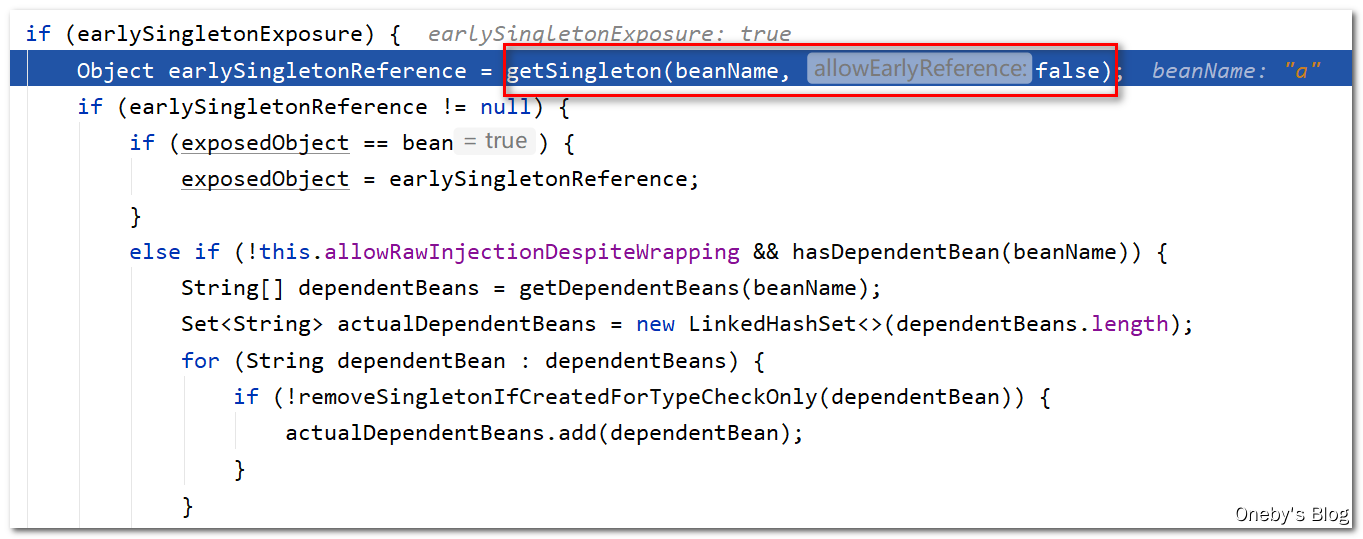 if (earlySingletonExposure) { earlySingletonExposure: true
Object earlySingletonReference = getSingleton(beanName, allowEarlyReference: false); beanName: "a"
if (earlySingletonReference != null) {
if (exposedObject == bean = true ) {
exposedObject = earlySingletonReference;
}
else if (!this.allowRawInjectionDespiteWrapping && hasDependentBean(beanName)) {
String[] dependentBeans = getDependentBeans(beanName);
Set<String> actualDependentBeans = new LinkedHashSet<>(dependentBeans.length);
for (String dependentBean : dependentBeans) {
if (!removeSingletonIfCreatedForTypeCheckOnly(dependentBean)) {
actualDependentBeans.add(dependentBean);
}
}
Oneby's Blog